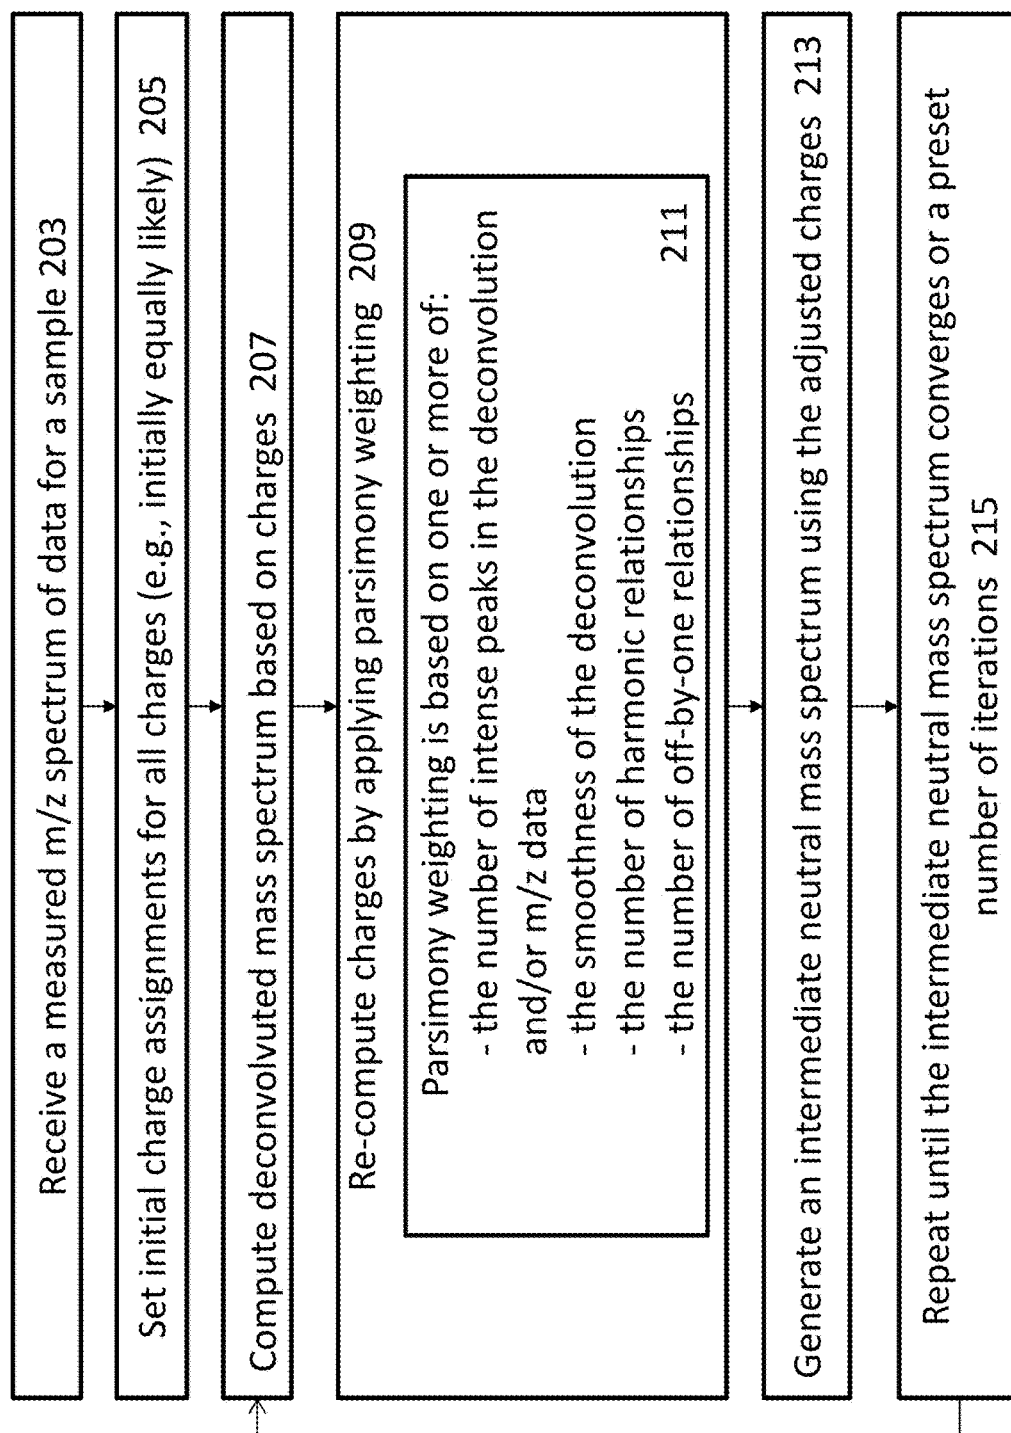 Receive a measured m/z spectrum of data for a sample 203
Set initial charge assignments for all charges (e.g., initially equally likely) 205
Compute deconvolvuted mass spectrum based on charges 207
Re-compute charges by applying parsimony weighting 209
Parsimony weighting is based on one or more of:
- the number of intense peaks in the deconvolution
and/or m/z data
- the smoothness of the deconvolution
- the number of harmonic relationships
- the number of off-by-one relationships 211
Generate an intermediate neutral mass spectrum using the adjusted charges 213
Repeat until the intermediate neutral mass spectrum converges or a preset
number of iterations 215